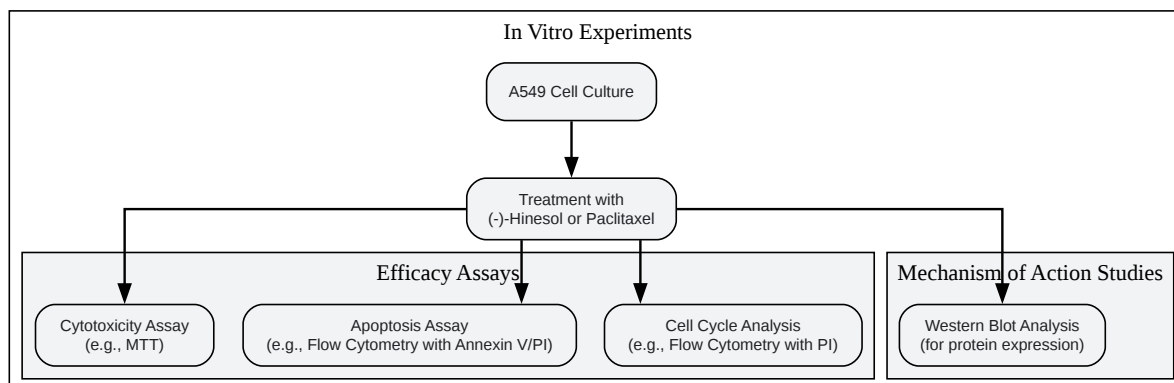 In Vitro Experiments
A549 Cell Culture
Treatment with
(-)-Hinesol or Paclitaxel
Efficacy Assays
Mechanism of Action Studies
Cytotoxicity Assay
(e.g., MTT)
Apoptosis Assay
(e.g., Flow Cytometry with Annexin V/PI)
Cell Cycle Analysis
(e.g., Flow Cytometry with PI)
Western Blot Analysis
(for protein expression)